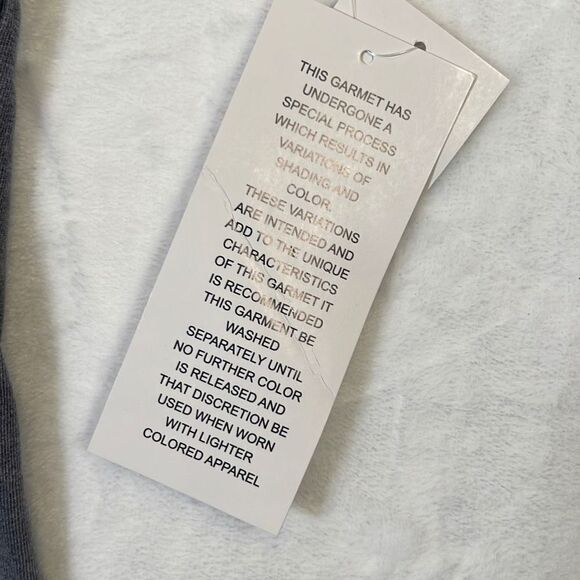 THIS GARMET HAS
UNDERGONE A
SPECIAL PROCESS
WHICH RESULTS IN
VARIATIONS OF
SHADING AND
COLOR.
THESE VARIATIONS
ARE INTENDED AND
ADD TO THE UNIQUE
CHARACTERISTICS
OF THIS GARMET IT
IS RECOMMENDED
THIS GARMENT BE
WASHED
SEPARATELY UNTIL
NO FURTHER COLOR
IS RELEASED AND
THAT DISCRETION BE
USED WHEN WORN
WITH LIGHTER
COLORED APPAREL